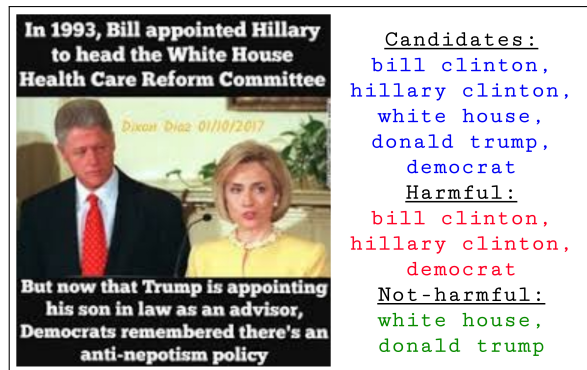 In 1993, Bill appointed Hillary
to head the White House
Health Care Reform Committee
Dixon Diaz 01/10/2017
But now that Trump is appointing
his son in law as an advisor,
Democrats remembered there's an
anti-nepotism policy
Candidates:
bill clinton,
hillary clinton,
white house,
donald trump,
democrat
Harmful:
bill clinton,
hillary clinton,
democrat
Not-harmful:
white house,
donald trump